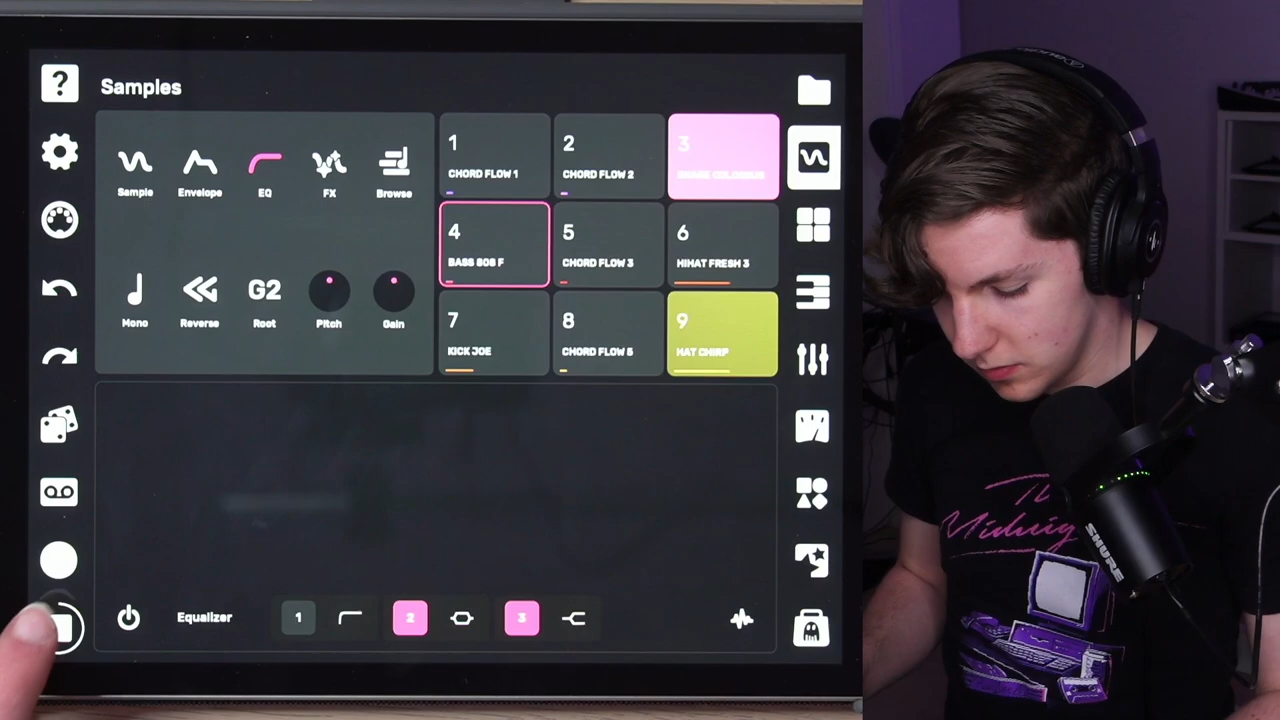 ?
Samples
Sample
Envelope
EQ
FX
Browse
G2
Mono
Reverse
Root
Pitch
Gain
1
CHORD FLOW 1
2
CHORD FLOW 2
3
4
BASS 808 F
5
CHORD FLOW 3
6
HIHAT FRESH 3
7
KICK JOE
8
CHORD FLOW 5
9
HAT CHIRP
Equalizer
1
2
3
SHURE